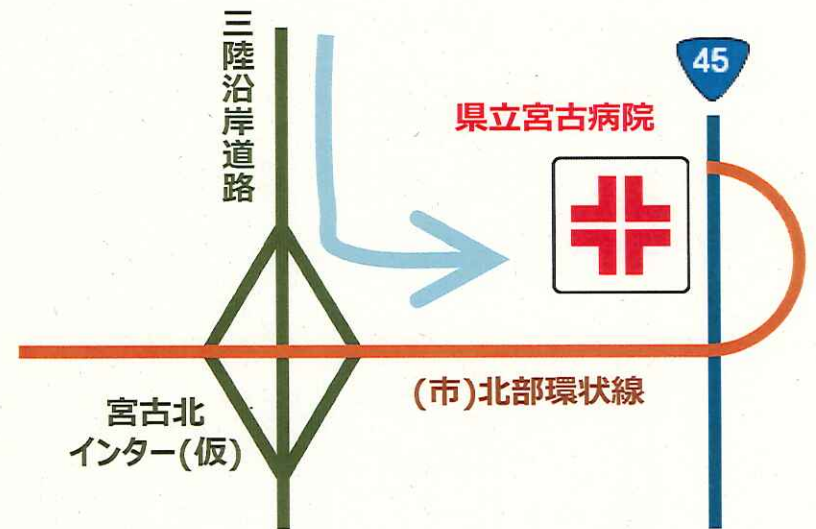 三陸沿岸道路
45
県立宮古病院
(市)北部環状線
宮古北
インター(仮)